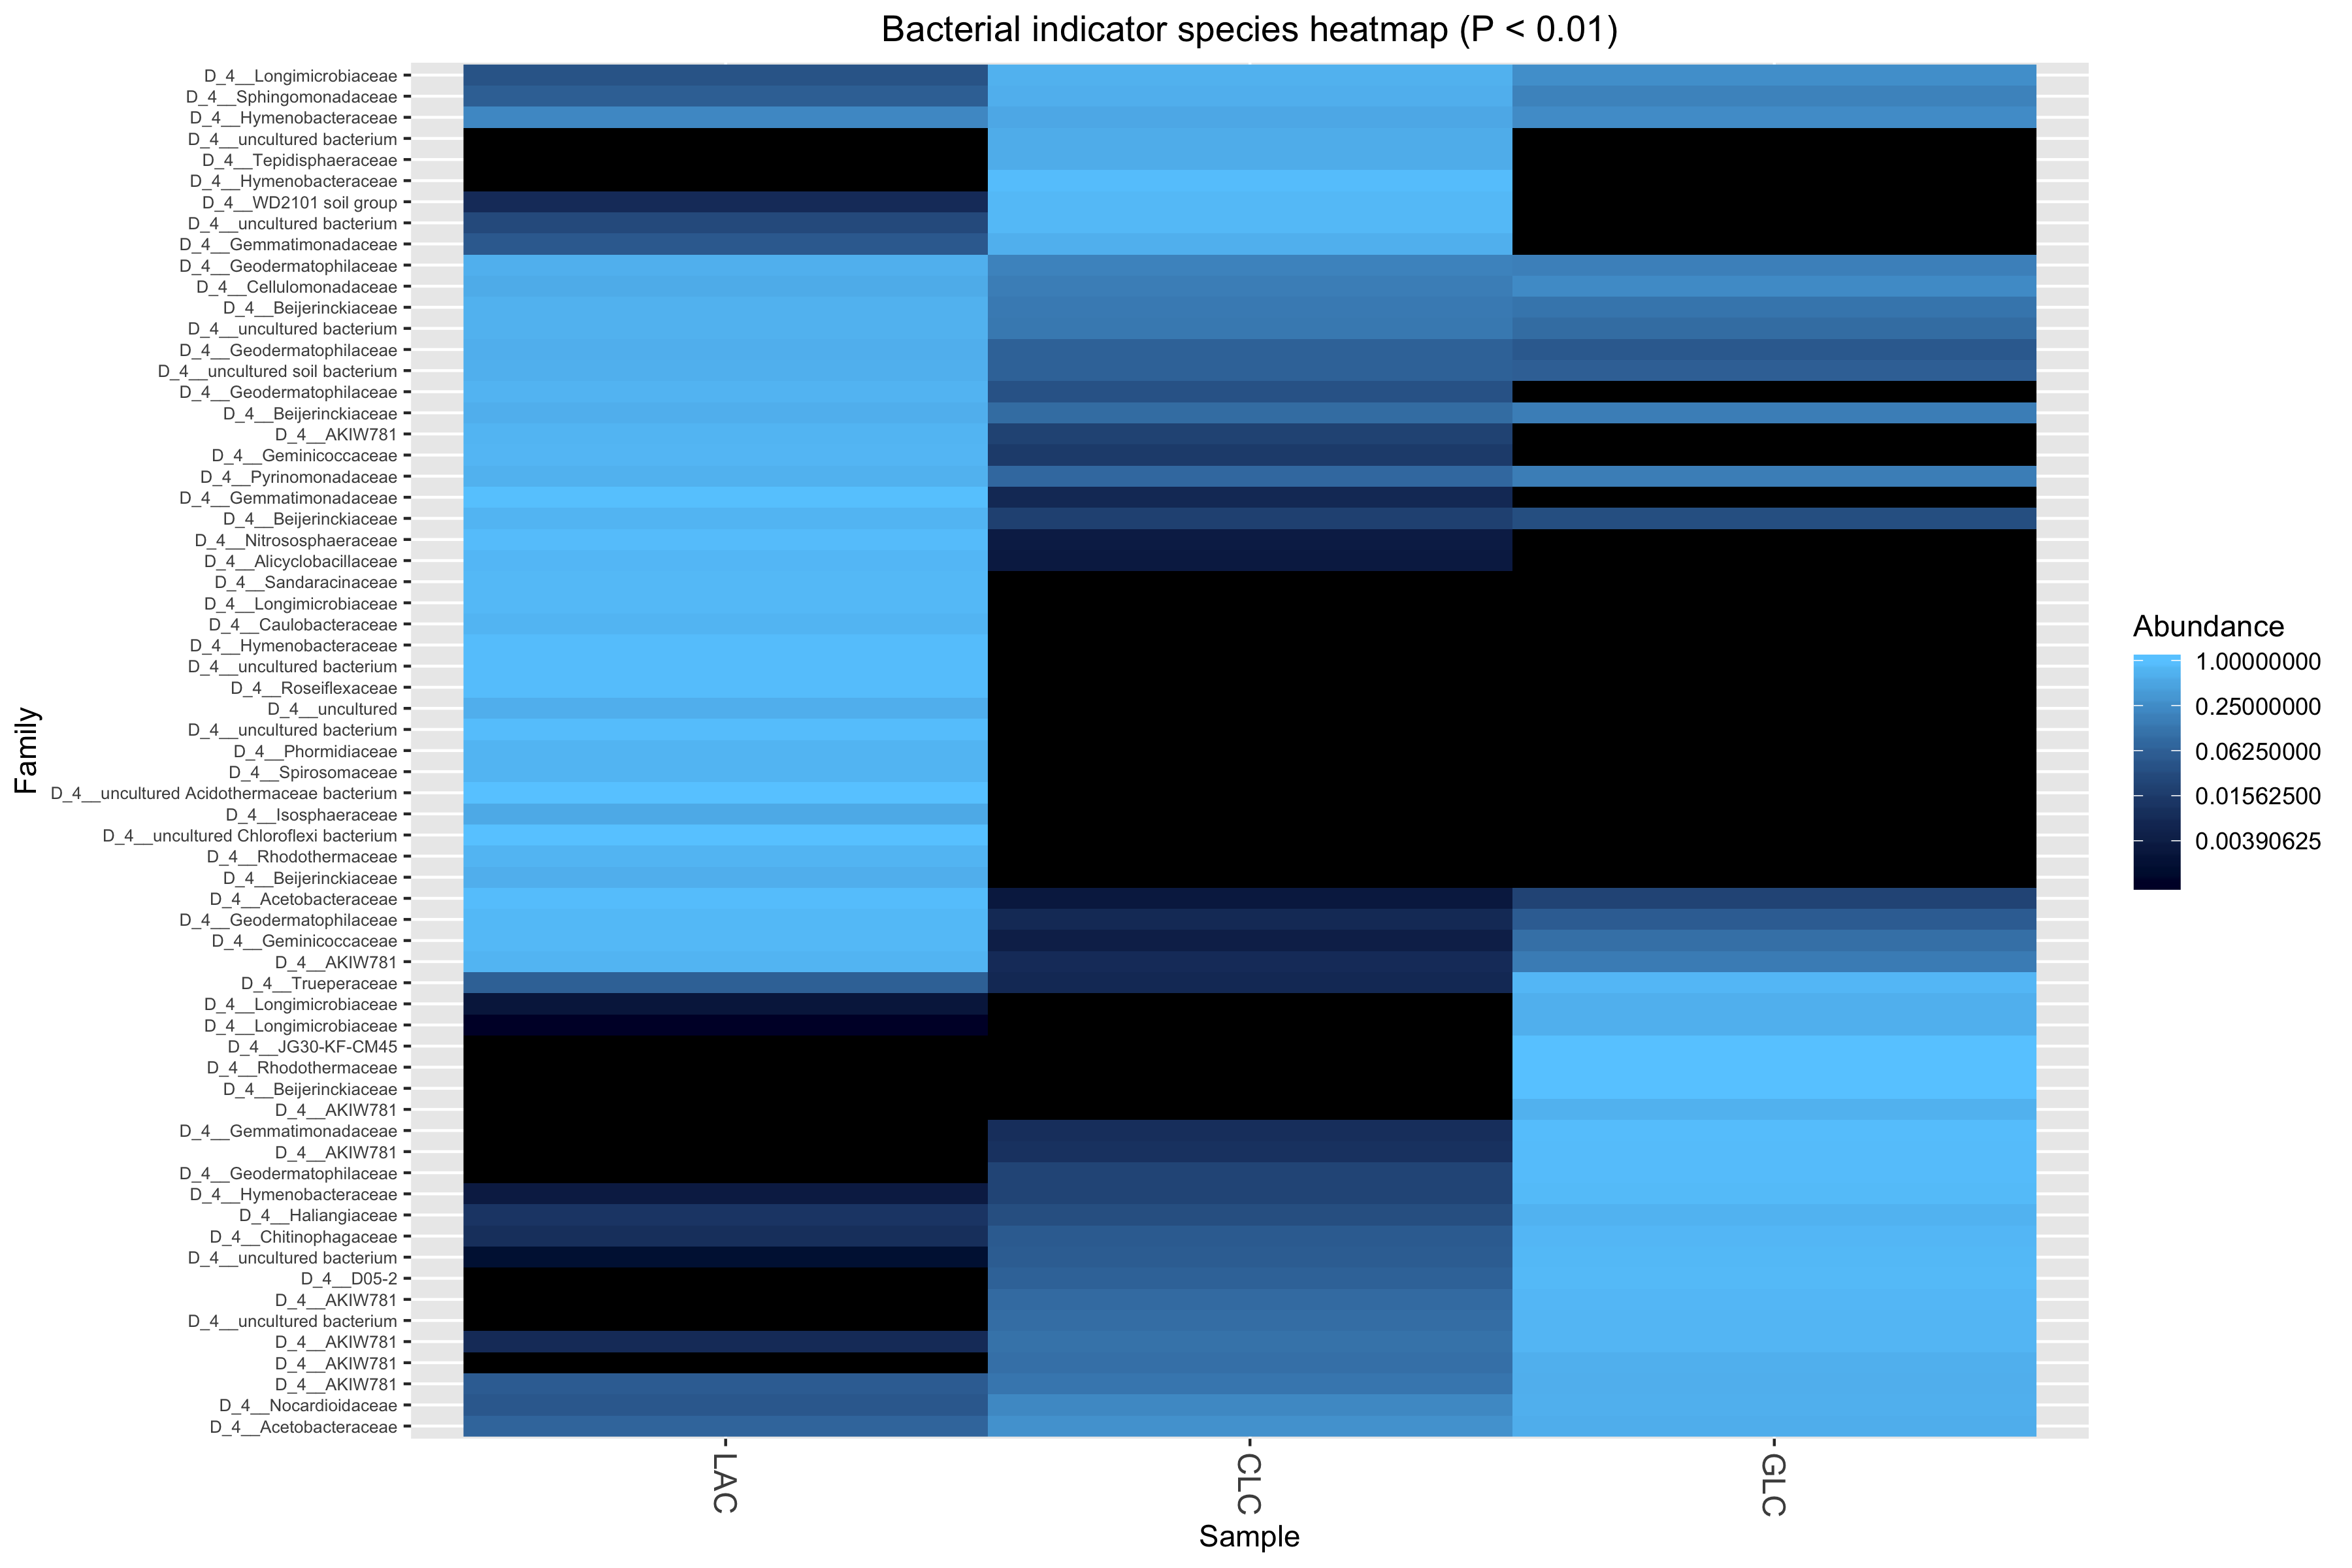 Bacterial indicator species heatmap (P < 0.01)
D_4__Longimicrobiaceae
D_4__Sphingomonadaceae
D_4__Hymenobacteraceae
D_4__uncultured bacterium
D_4__Tepidisphaeraceae
D_4__Hymenobacteraceae
D_4__WD2101 soil group
D_4__uncultured bacterium
D_4__Gemmatimonadaceae
D_4__Geodermatophilaceae
D_4__Cellulomonadaceae
D_4__Beijerinckiaceae
D_4__uncultured bacterium
D_4__Geodermatophilaceae
D_4__uncultured soil bacterium
D_4__Geodermatophilaceae
D_4__Beijerinckiaceae
D_4__AKIW781
D_4__Geminicoccaceae
D_4__Pyrinomonadaceae
D_4__Gemmatimonadaceae
D_4__Beijerinckiaceae
D_4__Nitrososphaeraceae
D_4__Alicyclobacillaceae
D_4__Sandaracinaceae
D_4__Longimicrobiaceae
D_4__Caulobacteraceae
D_4__Hymenobacteraceae
D_4__uncultured bacterium
D_4__Roseiflexaceae
D_4__uncultured
D_4__uncultured bacterium
D_4__Phormidiaceae
D_4__Spirosomaceae
D_4__uncultured Acidothermaceae bacterium
D_4__Isosphaeraceae
D_4__uncultured Chloroflexi bacterium
D_4__Rhodothermaceae
D_4__Beijerinckiaceae
D_4__Acetobacteraceae
D_4__Geodermatophilaceae
D_4__Geminicoccaceae
D_4__AKIW781
D_4__Trueperaceae
D_4__Longimicrobiaceae
D_4__Longimicrobiaceae
D_4__JG30-KF-CM45
D_4__Rhodothermaceae
D_4__Beijerinckiaceae
D_4__AKIW781
D_4__Gemmatimonadaceae
D_4__AKIW781
D_4__Geodermatophilaceae
D_4__Hymenobacteraceae
D_4__Haliangiaceae
D_4__Chitinophagaceae
D_4__uncultured bacterium
D_4__D05-2
D_4__AKIW781
D_4__uncultured bacterium
D_4__AKIW781
D_4__AKIW781
D_4__AKIW781
D_4__Nocardioidaceae
D_4__Acetobacteraceae
Family
LAC
CLC
GLC
Sample
Abundance
1.00000000
0.25000000
0.06250000
0.01562500
0.00390625